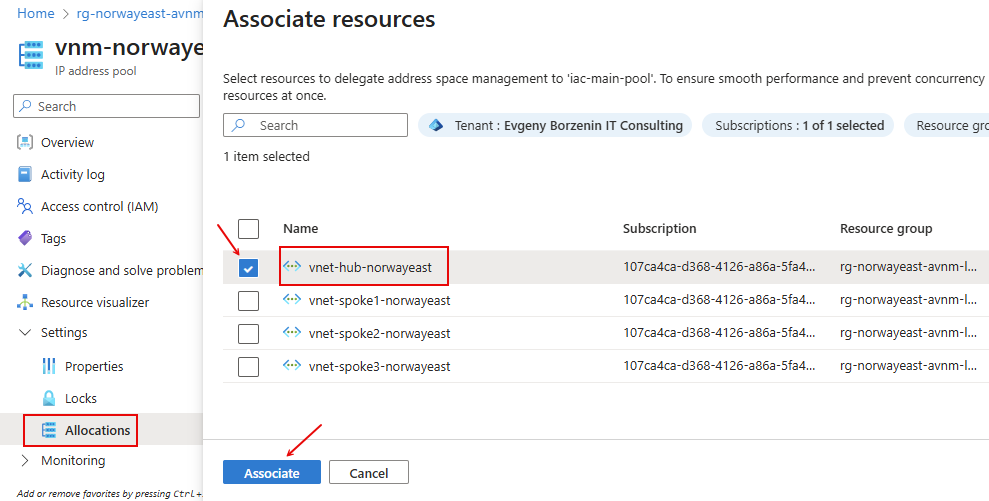 Home > rg-norwayeast-avnm
vnm-norwaye
IP address pool
Search
Overview
Activity log
Access control (IAM)
Tags
Diagnose and solve problem
Resource visualizer
Settings
Properties
Locks
Allocations
Monitoring
Add or remove favorites by pressing Ctrl+
Associate resources
Select resources to delegate address space management to 'iac-main-pool'. To ensure smooth performance and prevent concurrency
resources at once.
Search
Tenant : Evgeny Borzenin IT Consulting
Subscriptions : 1 of 1 selected
Resource gro
1 item selected
Name Subscription Resource group
vnet-hub-norwayeast 107ca4ca-d368-4126-a86a-5fa4... rg-norwayeast-avnm-l...
vnet-spoke1-norwayeast 107ca4ca-d368-4126-a86a-5fa4... rg-norwayeast-avnm-l...
vnet-spoke2-norwayeast 107ca4ca-d368-4126-a86a-5fa4... rg-norwayeast-avnm-l...
vnet-spoke3-norwayeast 107ca4ca-d368-4126-a86a-5fa4... rg-norwayeast-avnm-l...
Associate Cancel